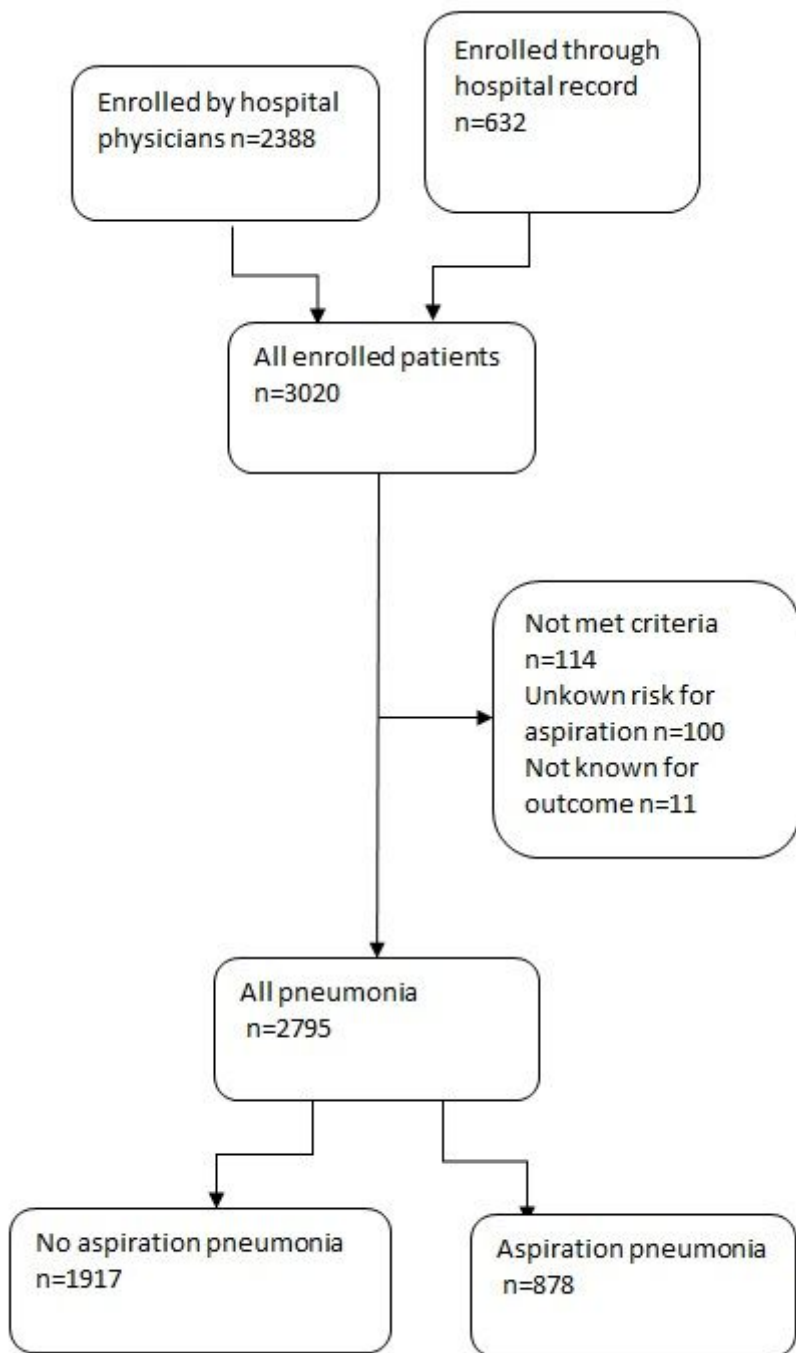 Enrolled by hospital
physicians n=2388
Enrolled through
hospital record
n=632
All enrolled patients
n=3020
Not met criteria
n=114
Unkown risk for
aspiration n=100
Not known for
outcome n=11
All pneumonia
n=2795
No aspiration pneumonia
n=1917
Aspiration pneumonia
n=878